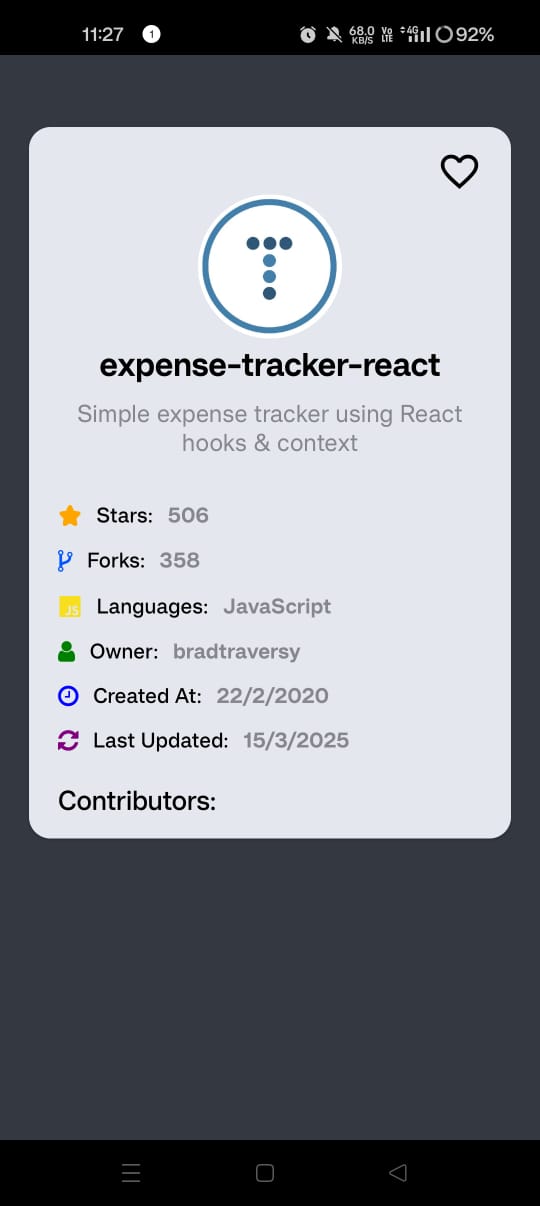 11:27 1 68.0 KB/S Vo LTE 4G 92%
expense-tracker-react
Simple expense tracker using React
hooks & context
Stars: 506
Forks: 358
JS Languages: JavaScript
Owner: bradtraversy
Created At: 22/2/2020
Last Updated: 15/3/2025
Contributors: